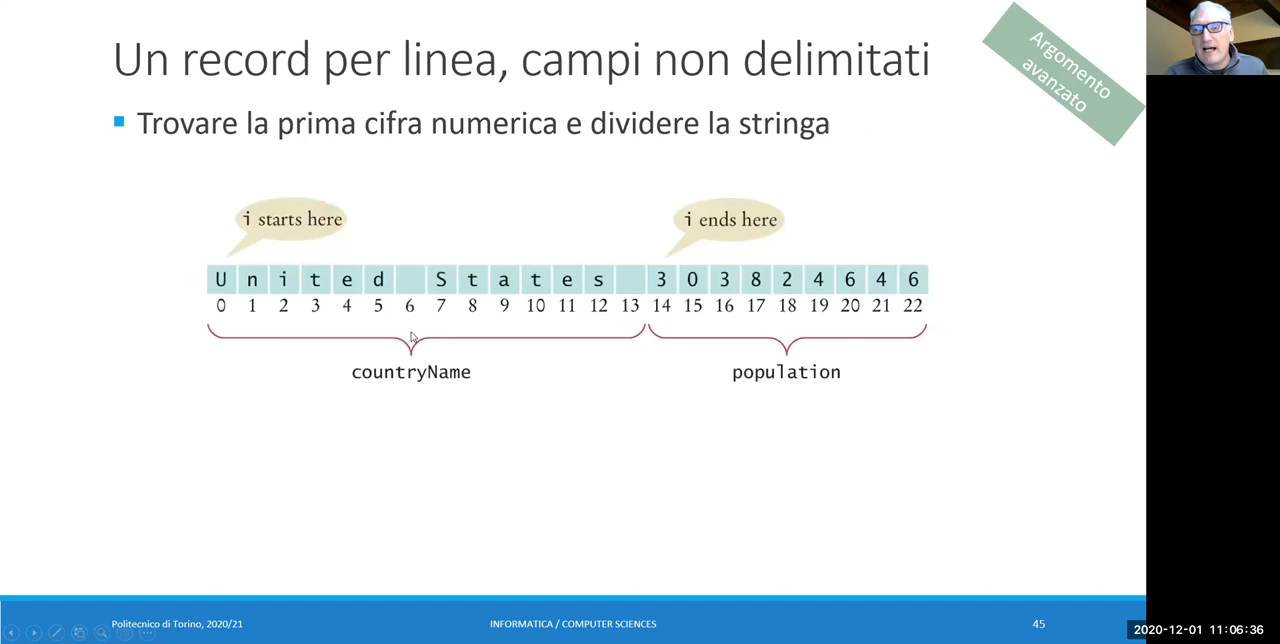 Un record per linea, campi non delimitati
Argomento
avanzato
▪ Trovare la prima cifra numerica e dividere la stringa
i starts here
i ends here
U n i t e d S t a t e s 3 0 3 8 2 4 6 4 6
0 1 2 3 4 5 6 7 8 9 10 11 12 13 14 15 16 17 18 19 20 21 22
countryName
population
Politecnico di Torino, 2020/21
INFORMATICA / COMPUTER SCIENCES
45
2020-12-01 11:06:36